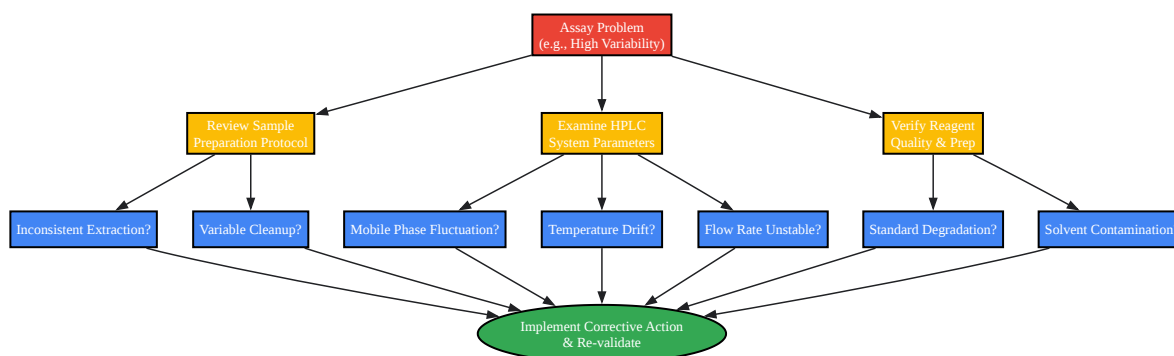 Assay Problem
(e.g., High Variability)
Review Sample
Preparation Protocol
Examine HPLC
System Parameters
Verify Reagent
Quality & Prep
Inconsistent Extraction?
Variable Cleanup?
Mobile Phase Fluctuation?
Temperature Drift?
Flow Rate Unstable?
Standard Degradation?
Solvent Contamination
Implement Corrective Action
& Re-validate